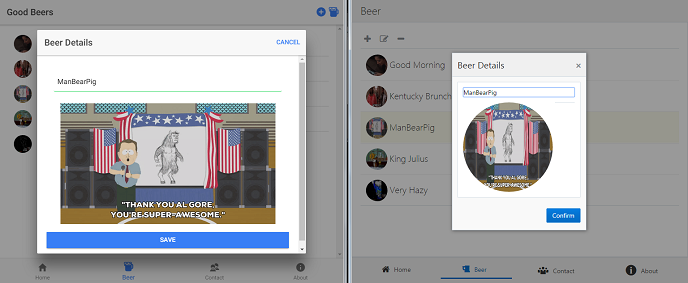 Good Beers
Beer Details
CANCEL
ManBearPig
"THANK YOU AL GORE,
YOU'RE SUPER-AWESOME."
SAVE
Home
Beer
Contact
About
Beer
Good Morning
Kentucky Brunch
ManBearPig
King Julius
Very Hazy
Beer Details
×
ManBearPig
"THANK YOU AL GORE,
YOU'RE SUPER-AWESOME."
Confirm
Home
Beer
Contact
About